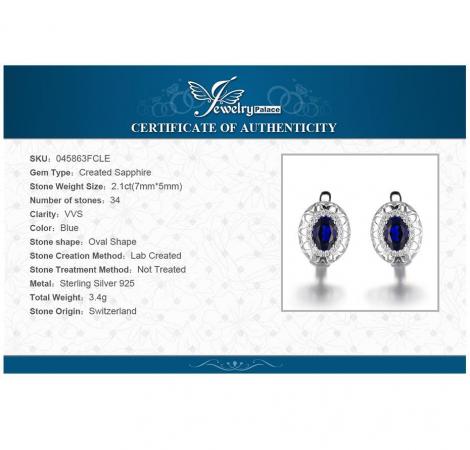 JewelryPalace
CERTIFICATE OF AUTHENTICITY
SKU: 045863FCLE
Gem Type: Created Sapphire
Stone Weight Size: 2.1ct(7mm*5mm)
Number of stones: 34
Clarity: VVS
Color: Blue
Stone shape: Oval Shape
Stone Creation Method: Lab Created
Stone Treatment Method: Not Treated
Metal: Sterling Silver 925
Total Weight: 3.4g
Stone Origin: Switzerland